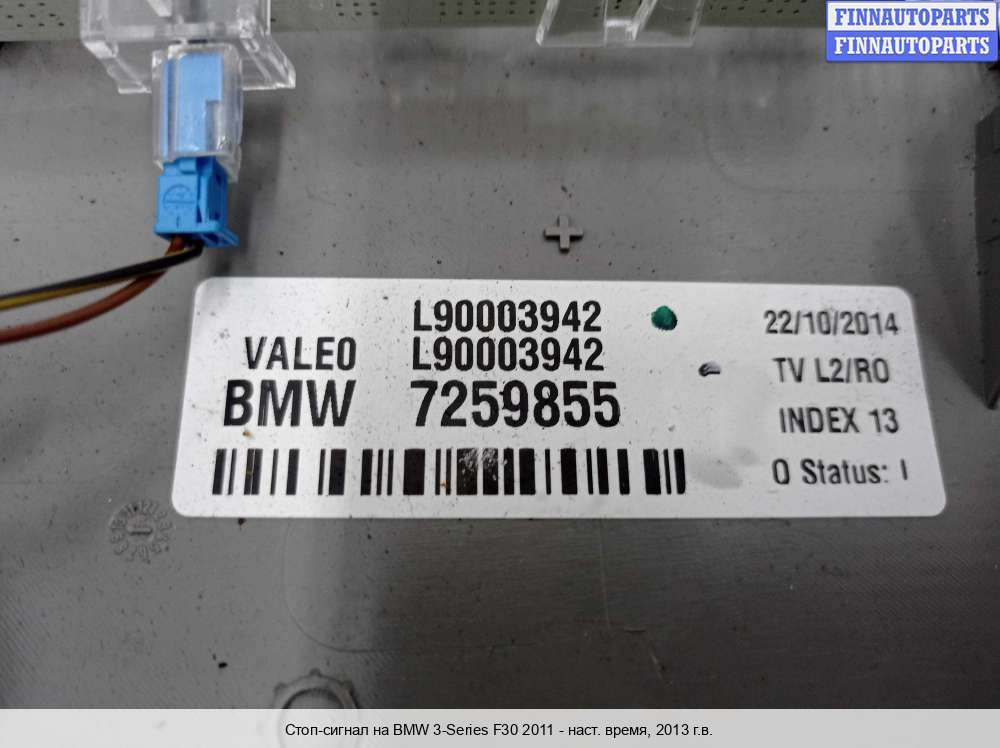 FINNAUTOPARTS
FINNAUTOPARTS
L90003942
22/10/2014
VALEO L90003942
TV L2/RO
BMW 7259855
INDEX 13
O Status: I
Стоп-сигнал на BMW 3-Series F30 2011 - наст. время, 2013 г.в.